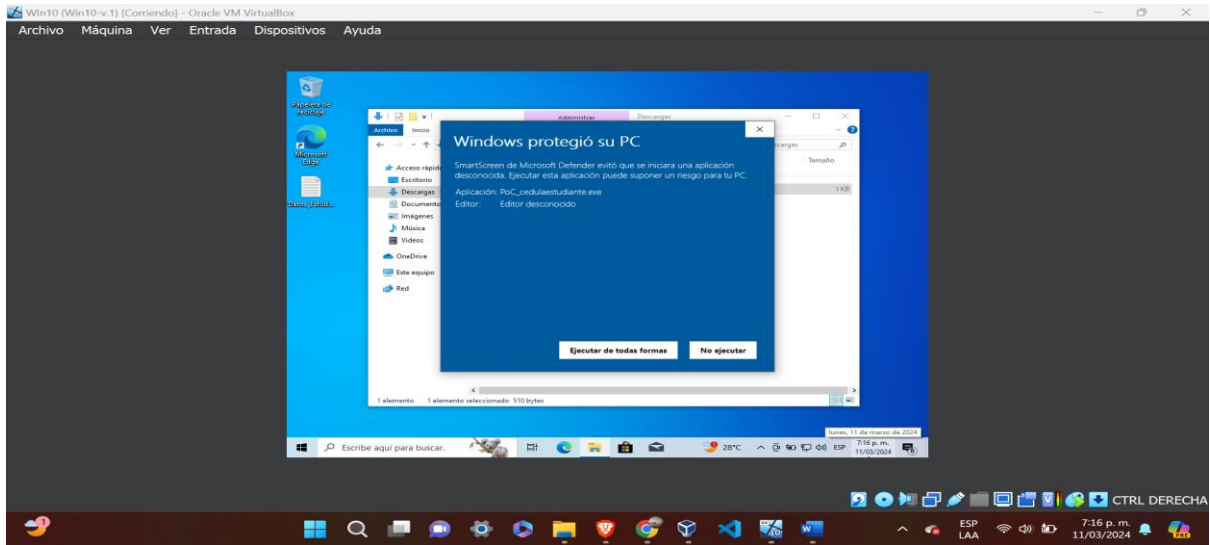 Win10 (Win10-v.1) [Corriendo] - Oracle VM VirtualBox
Archivo Máquina Ver Entrada Dispositivos Ayuda
Papelera de
reciclaje
Microsoft
Edge
Administrar Descargas
Archivo Inicio
Windows protegió su PC
SmartScreen de Microsoft Defender evitó que se iniciara una aplicación
desconocida. Ejecutar esta aplicación puede suponer un riesgo para tu PC.
Aplicación: PoC_cedulaestudiante.exe
Editor: Editor desconocido
Ejecutar de todas formas No ejecutar
Acceso rápid
Escritorio
Descargas
Documento
Imágenes
Música
Videos
OneDrive
Este equipo
Red
scargas
Tamaño
1 KB
1 elemento 1 elemento seleccionado 510 bytes
lunes, 11 de marzo de 2024
Escribe aquí para buscar. 28°C ESP 7:16 p. m.
11/03/2024
CTRL DERECHA
ESP
LAA
7:16 p. m.
11/03/2024